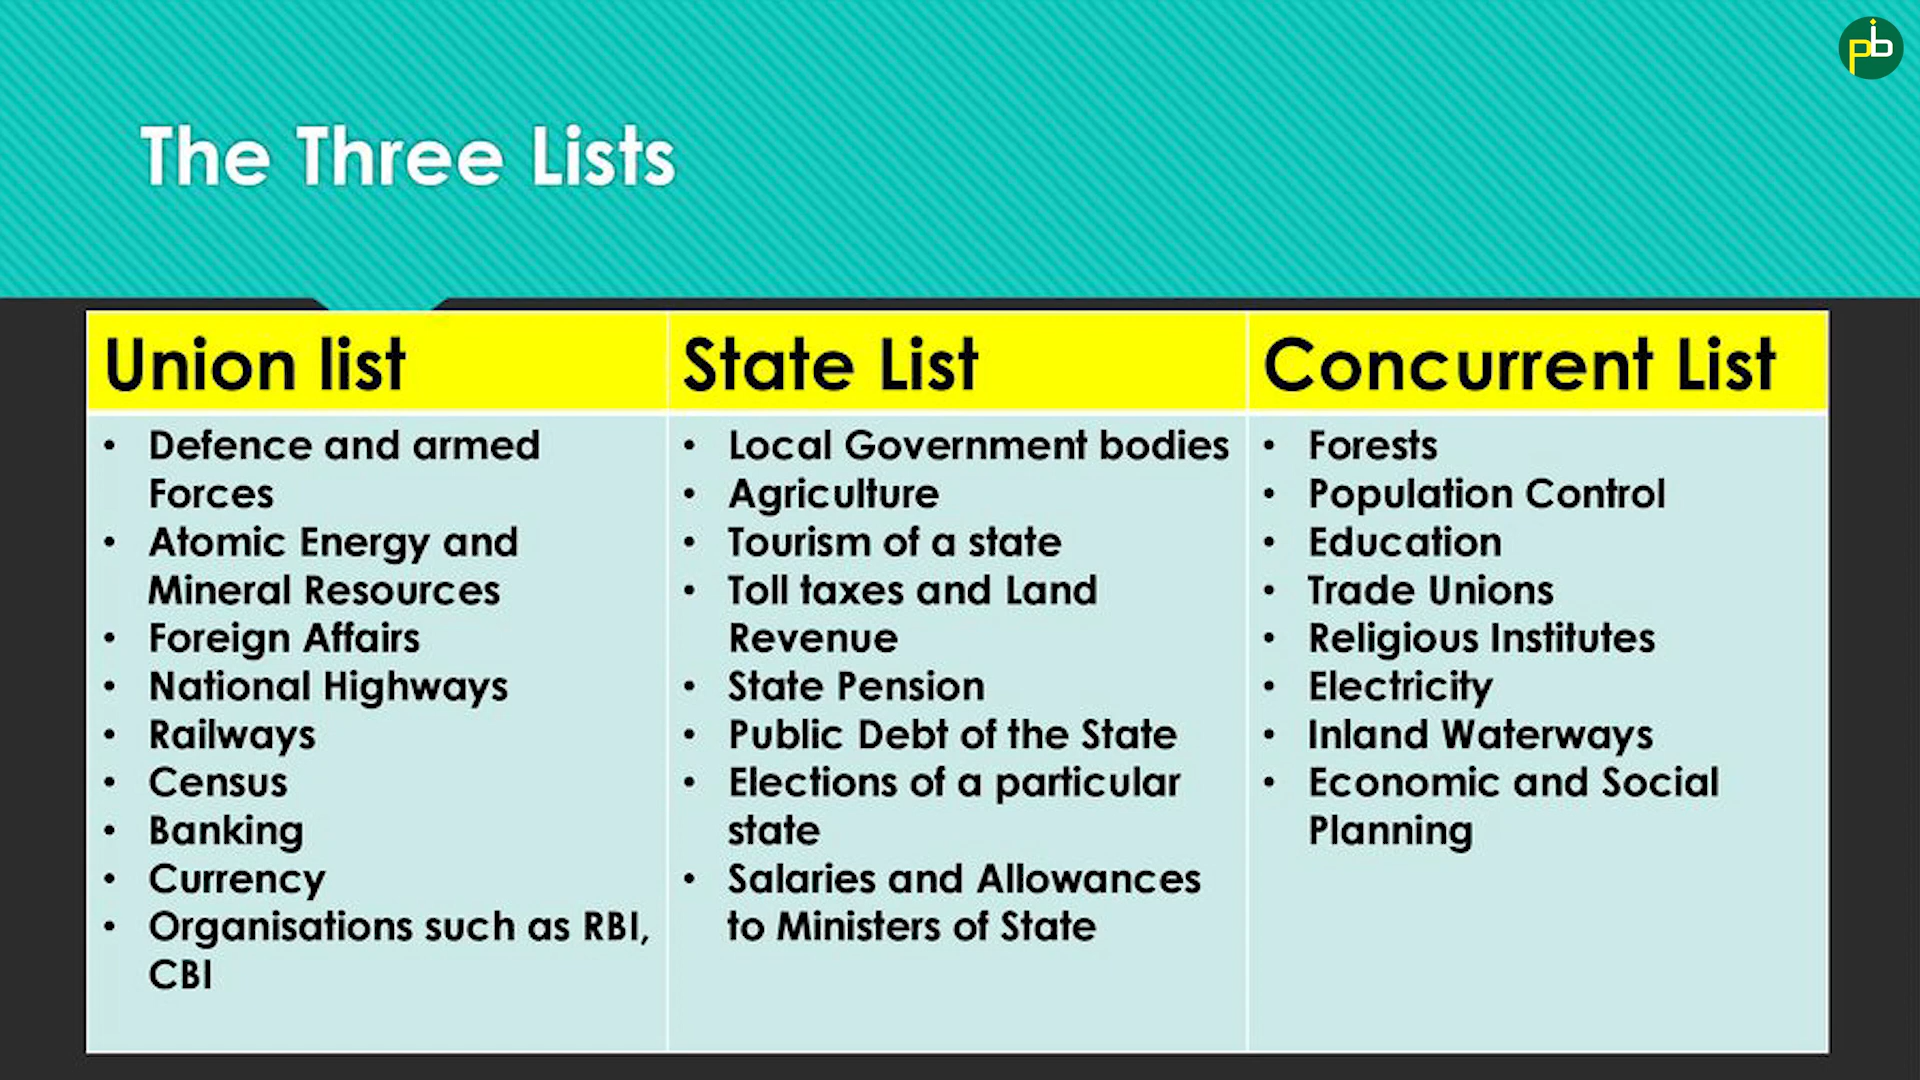 pib
The Three Lists
Union list
• Defence and armed
Forces
• Atomic Energy and
Mineral Resources
• Foreign Affairs
• National Highways
• Railways
• Census
• Banking
• Currency
• Organisations such as RBI,
CBI
State List
• Local Government bodies
• Agriculture
• Tourism of a state
• Toll taxes and Land
Revenue
• State Pension
• Public Debt of the State
• Elections of a particular
state
• Salaries and Allowances
to Ministers of State
Concurrent List
• Forests
• Population Control
• Education
• Trade Unions
• Religious Institutes
• Electricity
• Inland Waterways
• Economic and Social
Planning